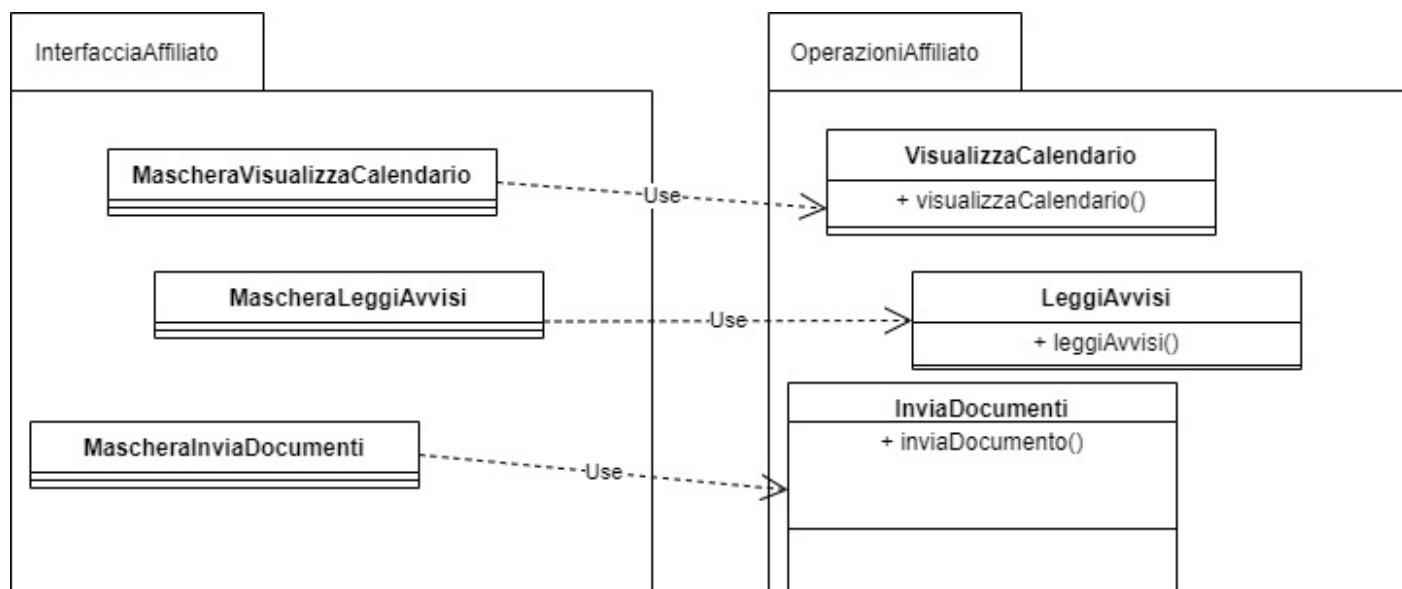 InterfacciaAffiliato
OperazioniAffiliato
MascheraVisualizzaCalendario
Use
VisualizzaCalendario
+ visualizzaCalendario()
MascheraLeggiAvvisi
Use
LeggiAvvisi
+ leggiAvvisi()
MascheraInviaDocumenti
Use
InviaDocumenti
+ inviaDocumento()